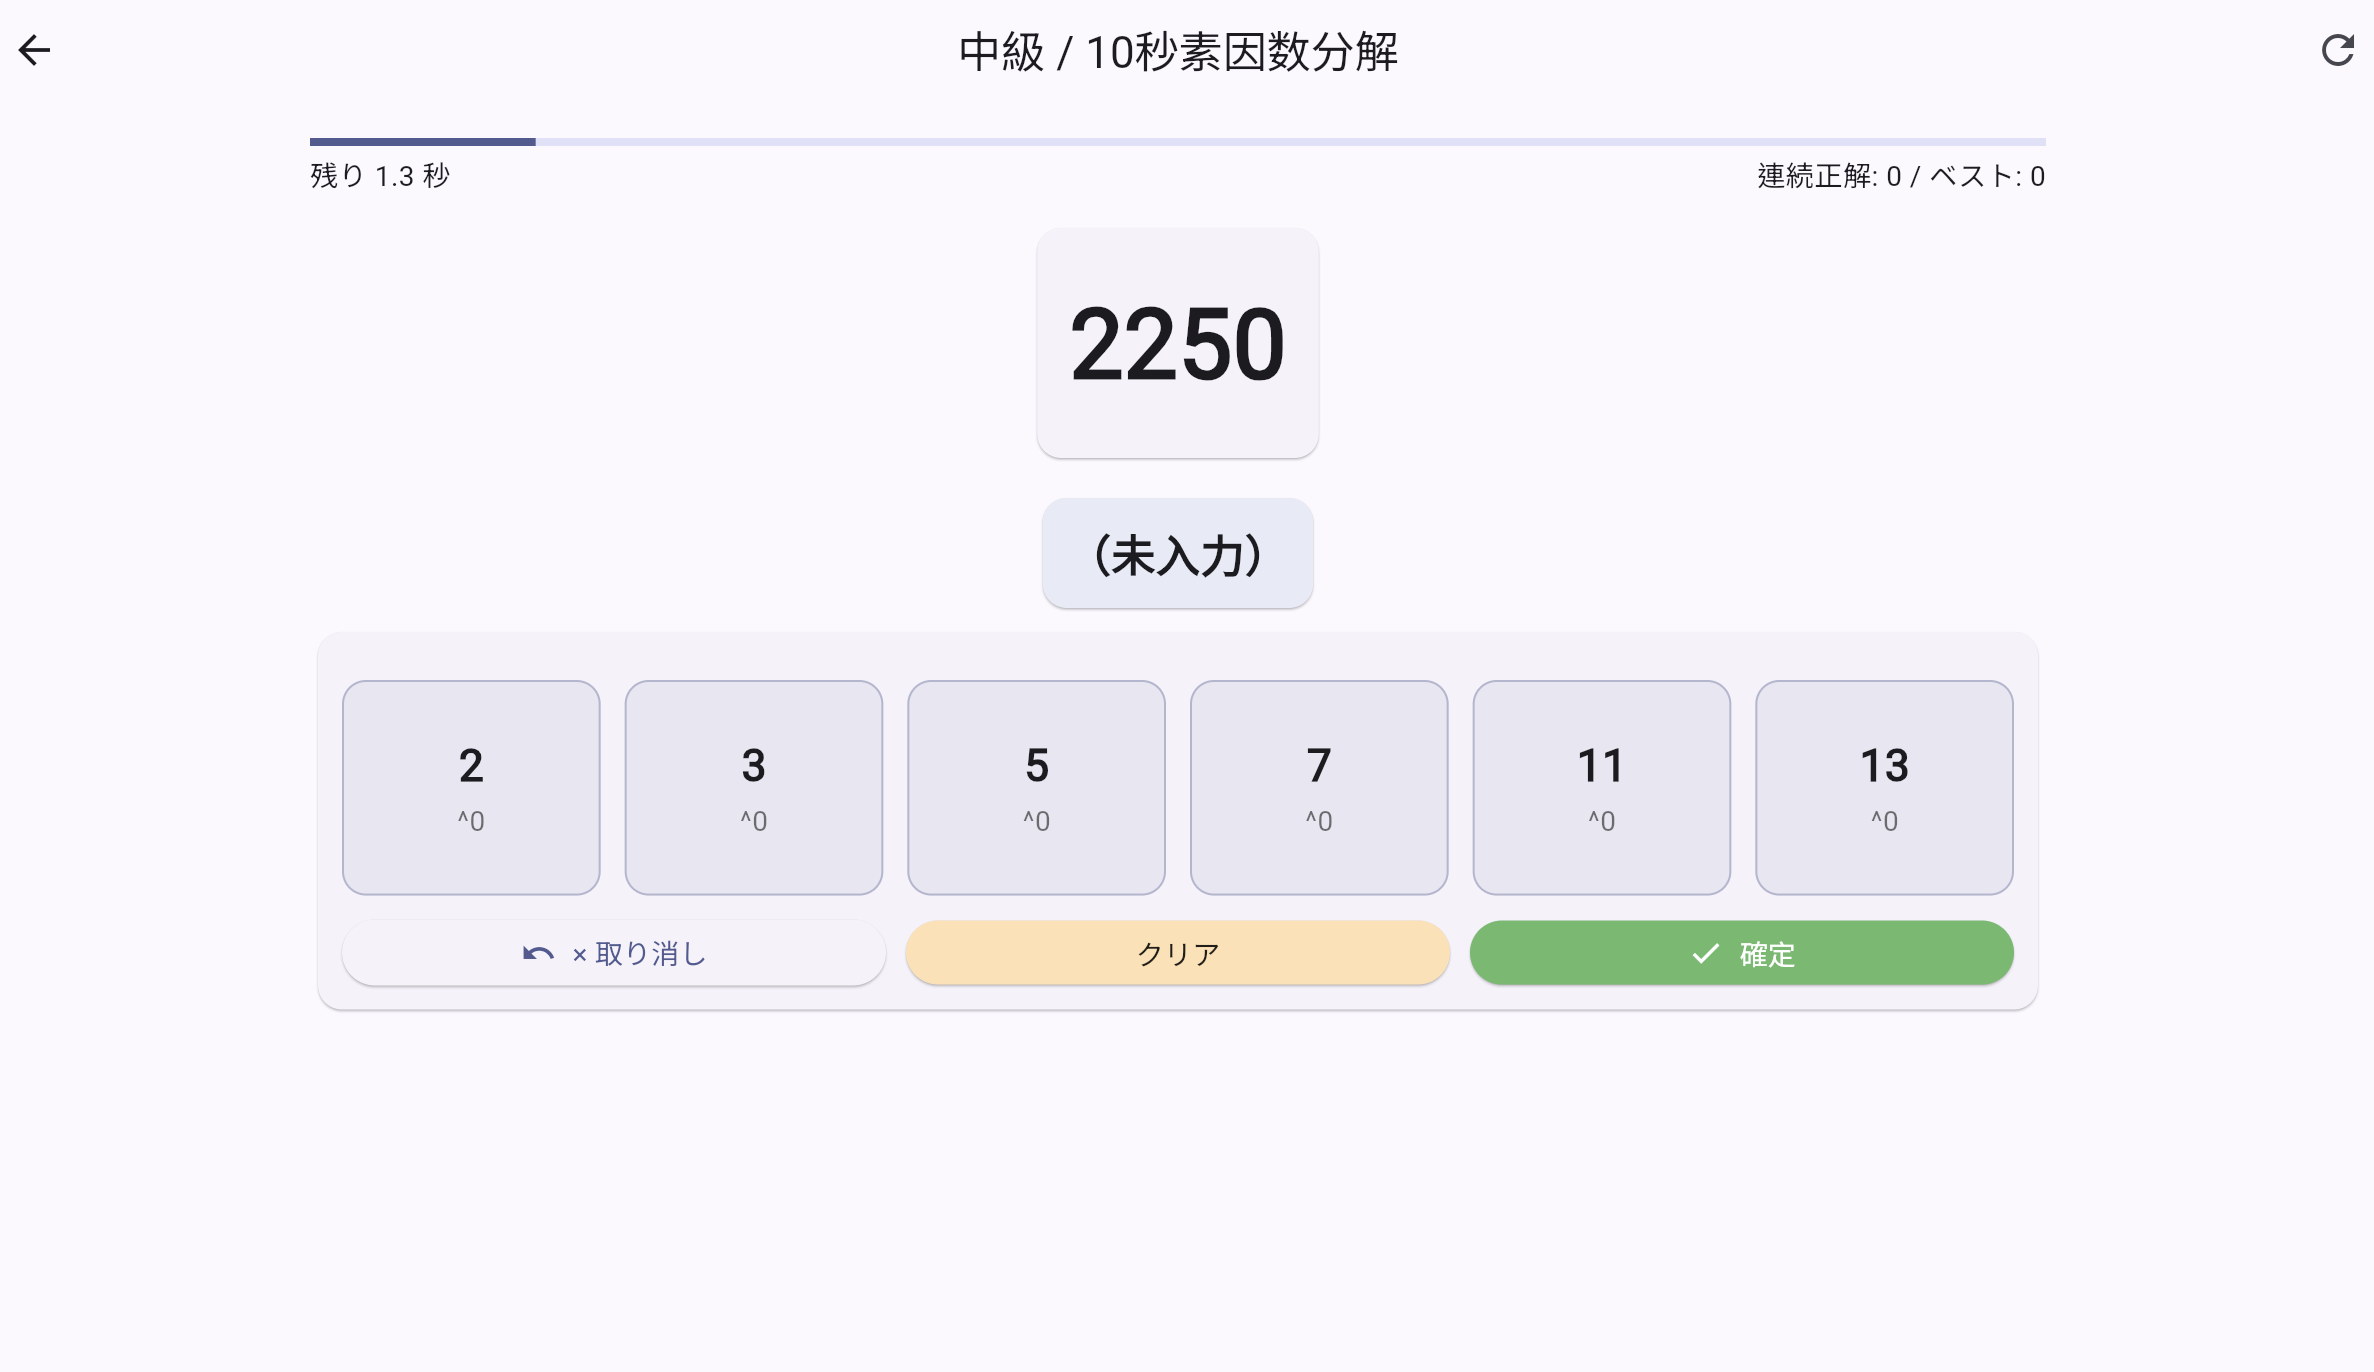 中級 / 10秒素因数分解
残り 1.3 秒
連続正解: 0 / ベスト: 0
2250
（未入力）
2 3 5 7 11 13
^0 ^0 ^0 ^0 ^0 ^0
× 取り消し クリア 確定